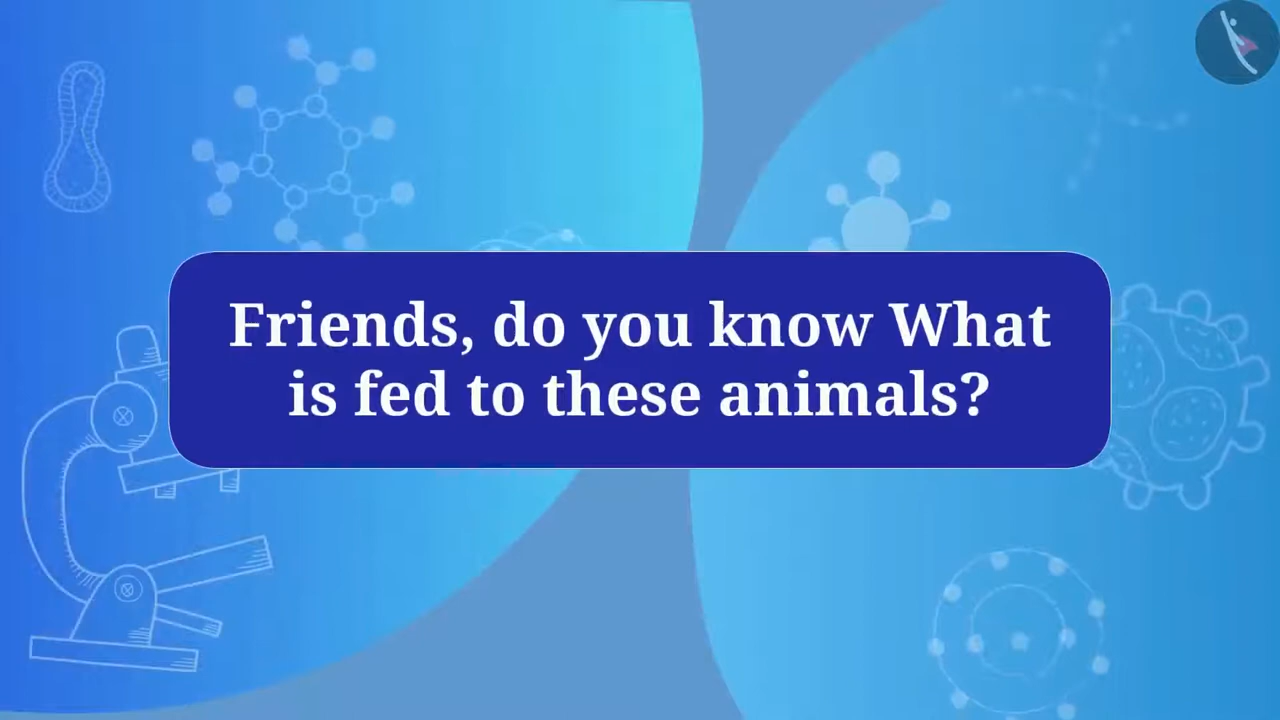 Friends, do you know What
is fed to these animals?